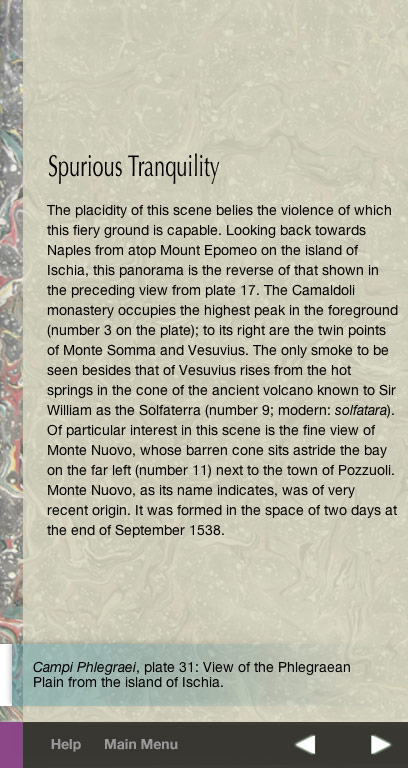 Spurious Tranquility
The placidity of this scene belies the violence of which
this fiery ground is capable. Looking back towards
Naples from atop Mount Epomeo on the island of
Ischia, this panorama is the reverse of that shown in
the preceding view from plate 17. The Camaldoli
monastery occupies the highest peak in the foreground
(number 3 on the plate); to its right are the twin points
of Monte Somma and Vesuvius. The only smoke to be
seen besides that of Vesuvius rises from the hot
springs in the cone of the ancient volcano known to Sir
William as the Solfaterra (number 9; modern: solfatara).
Of particular interest in this scene is the fine view of
Monte Nuovo, whose barren cone sits astride the bay
on the far left (number 11) next to the town of Pozzuoli.
Monte Nuovo, as its name indicates, was of very
recent origin. It was formed in the space of two days at
the end of September 1538.
Campi Phlegraei, plate 31: View of the Phlegraean
Plain from the island of Ischia.
Help Main Menu